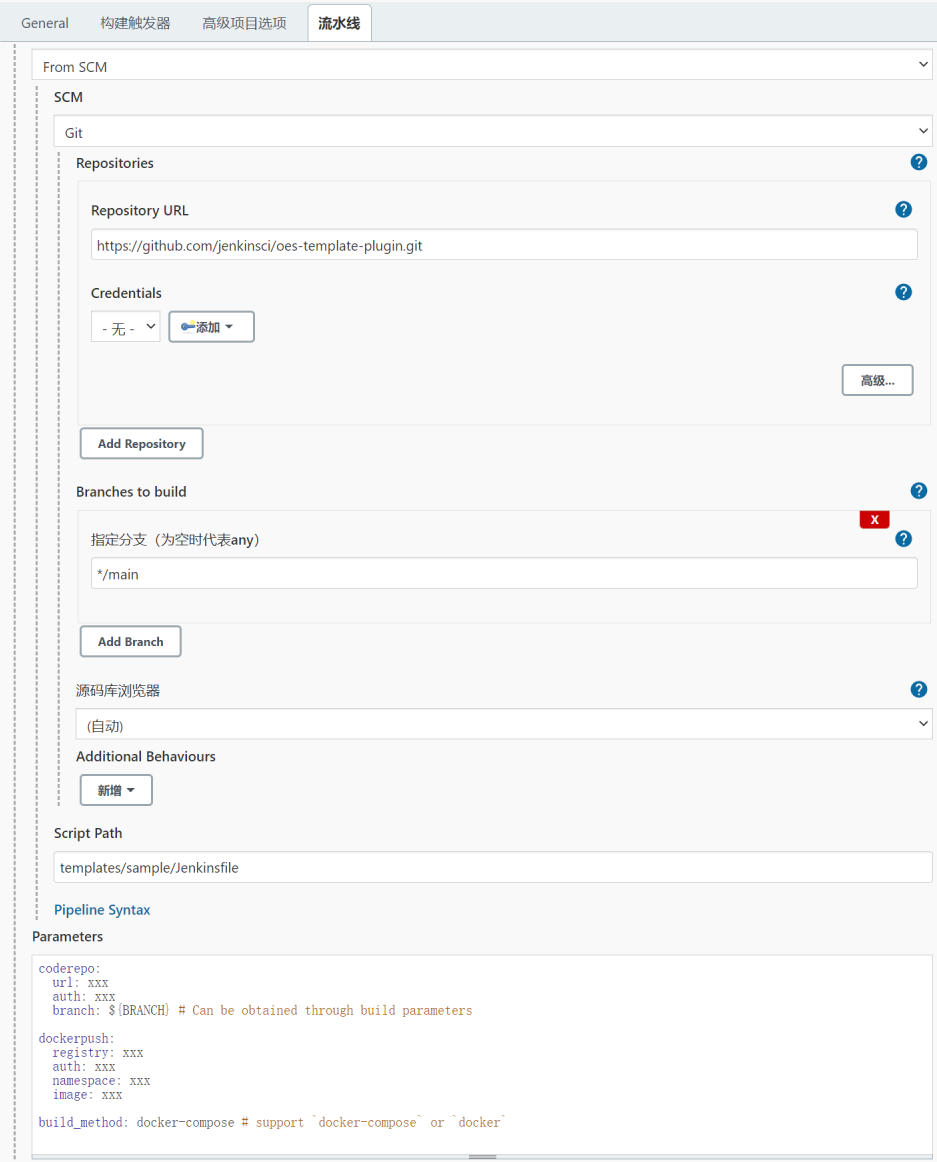 General 构建触发器 高级项目选项 流水线
From SCM
SCM
Git
Repositories
Repository URL
https://github.com/jenkinsci/oes-template-plugin.git
Credentials
- 无 - 添加
高级...
Add Repository
Branches to build
X
指定分支（为空时代表any）
*/main
Add Branch
源码库浏览器
(自动)
Additional Behaviours
新增
Script Path
templates/sample/Jenkinsfile
Pipeline Syntax
Parameters
coderepo:
  url: xxx
  auth: xxx
  branch: ${BRANCH} # Can be obtained through build parameters
dockerpush:
  registry: xxx
  auth: xxx
  namespace: xxx
  image: xxx
build_method: docker-compose # support `docker-compose` or `docker`